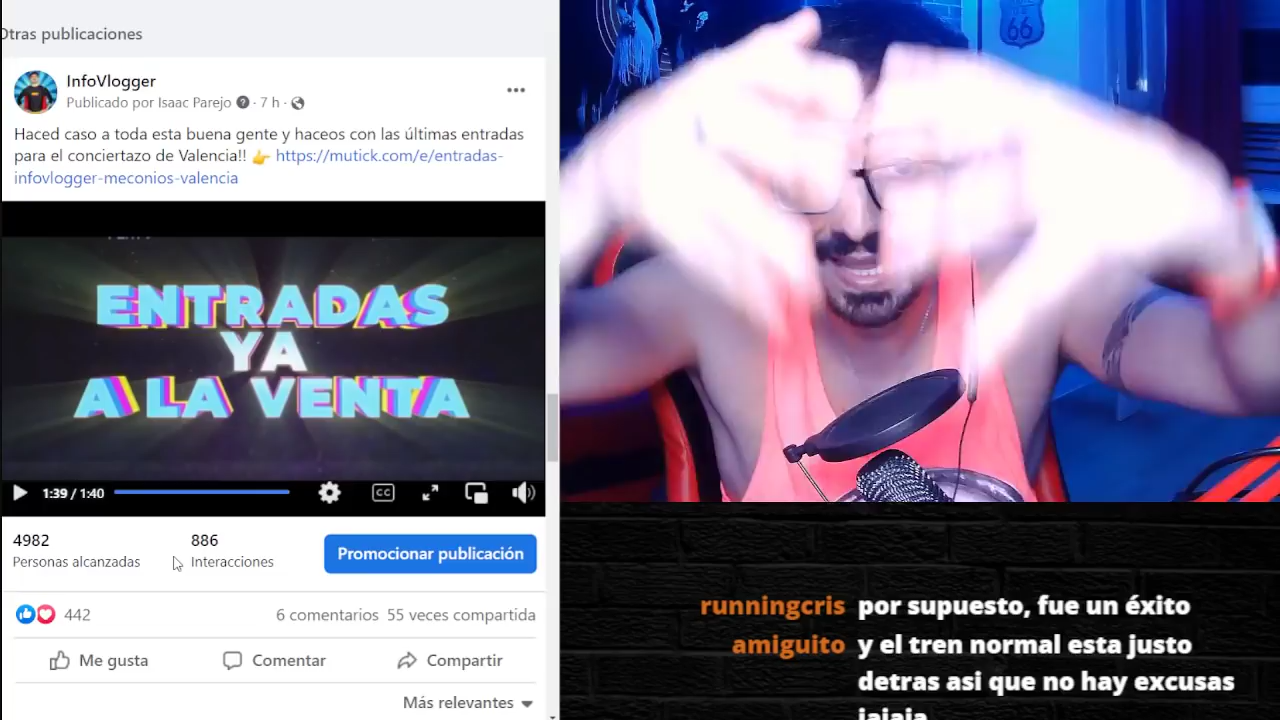 Otras publicaciones
InfoVlogger
Publicado por Isaac Parejo · 7 h ·
Haced caso a toda esta buena gente y haceos con las últimas entradas
para el conciertazo de Valencia!! 👉 https://mutick.com/e/entradas-
infovlogger-meconios-valencia
ENTRADAS
YA
A LA VENTA
1:39 / 1:40
CC
4982
Personas alcanzadas
886
Interacciones
Promocionar publicación
442
6 comentarios 55 veces compartida
Me gusta
Comentar
Compartir
Más relevantes
66
runningcris por supuesto, fue un éxito
amiguito y el tren normal esta justo
detras asi que no hay excusas
jajaja